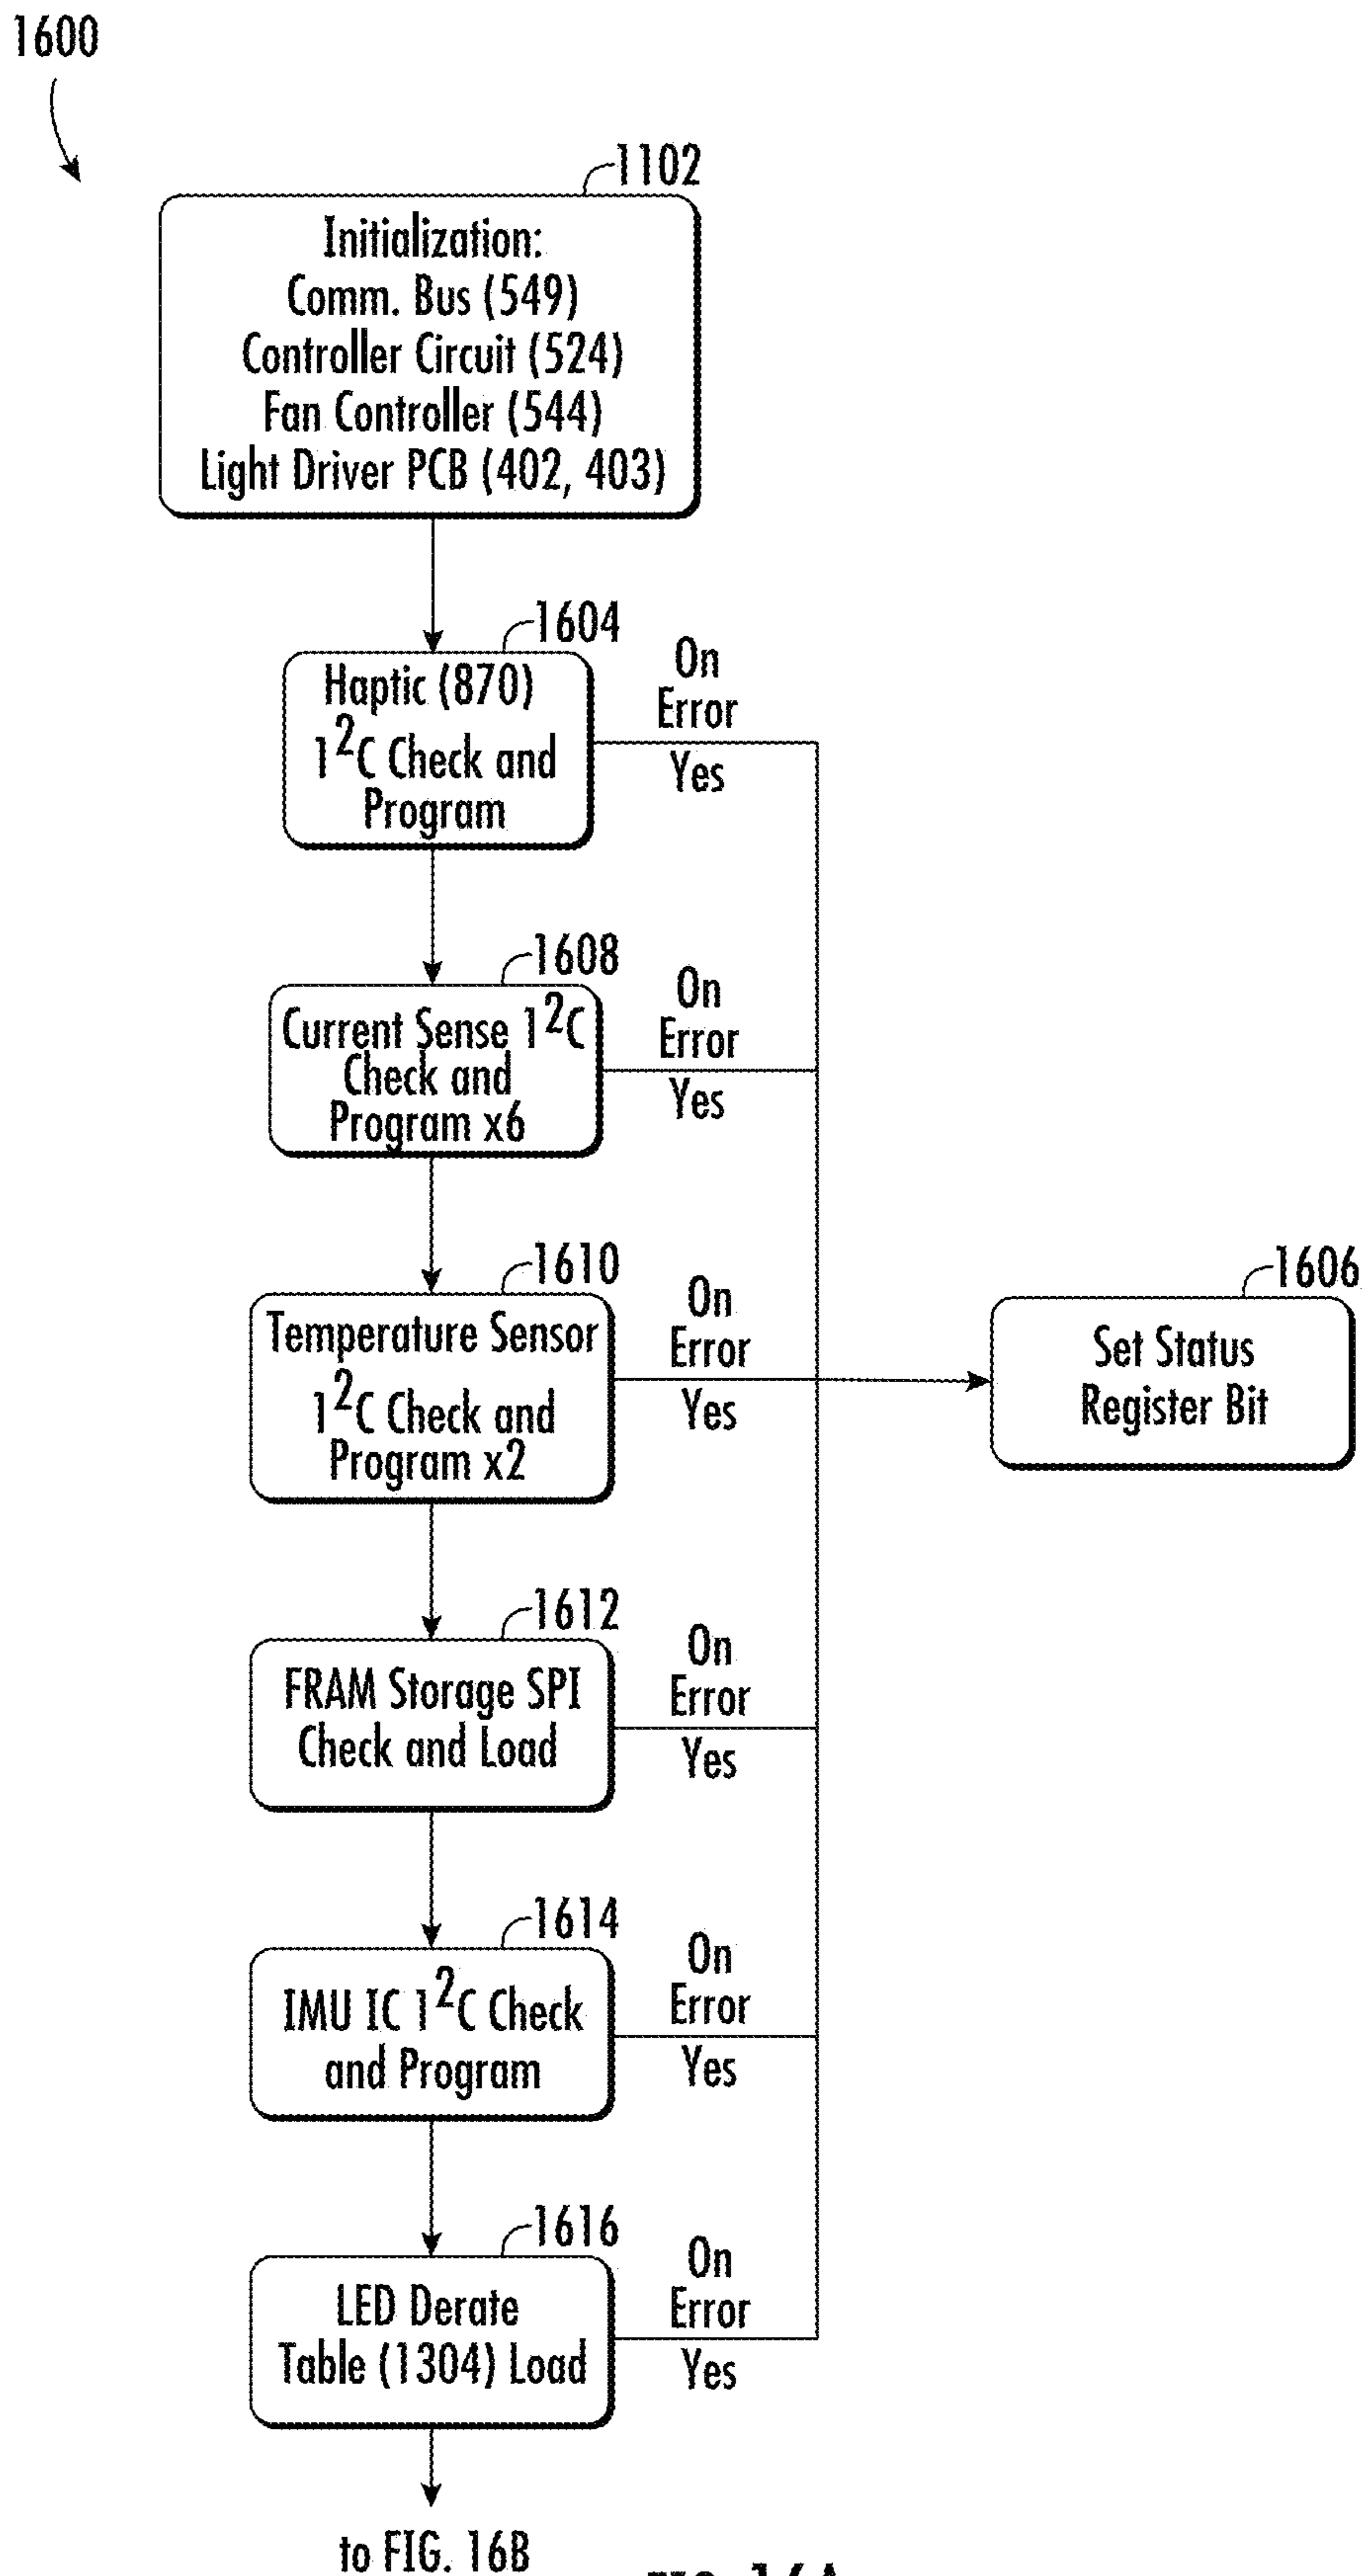 1600
1102
Initialization:
Comm. Bus (549)
Controller Circuit (524)
Fan Controller (544)
Light Driver PCB (402, 403)
1604
Haptic (870)
1²C Check and
Program
On
Error
Yes
1608
Current Sense 1²C
Check and
Program x6
On
Error
Yes
1610
Temperature Sensor
1²C Check and
Program x2
On
Error
Yes
1606
Set Status
Register Bit
1612
FRAM Storage SPI
Check and Load
On
Error
Yes
1614
IMU IC 1²C Check
and Program
On
Error
Yes
1616
LED Derate
Table (1304) Load
On
Error
Yes
to FIG. 16B